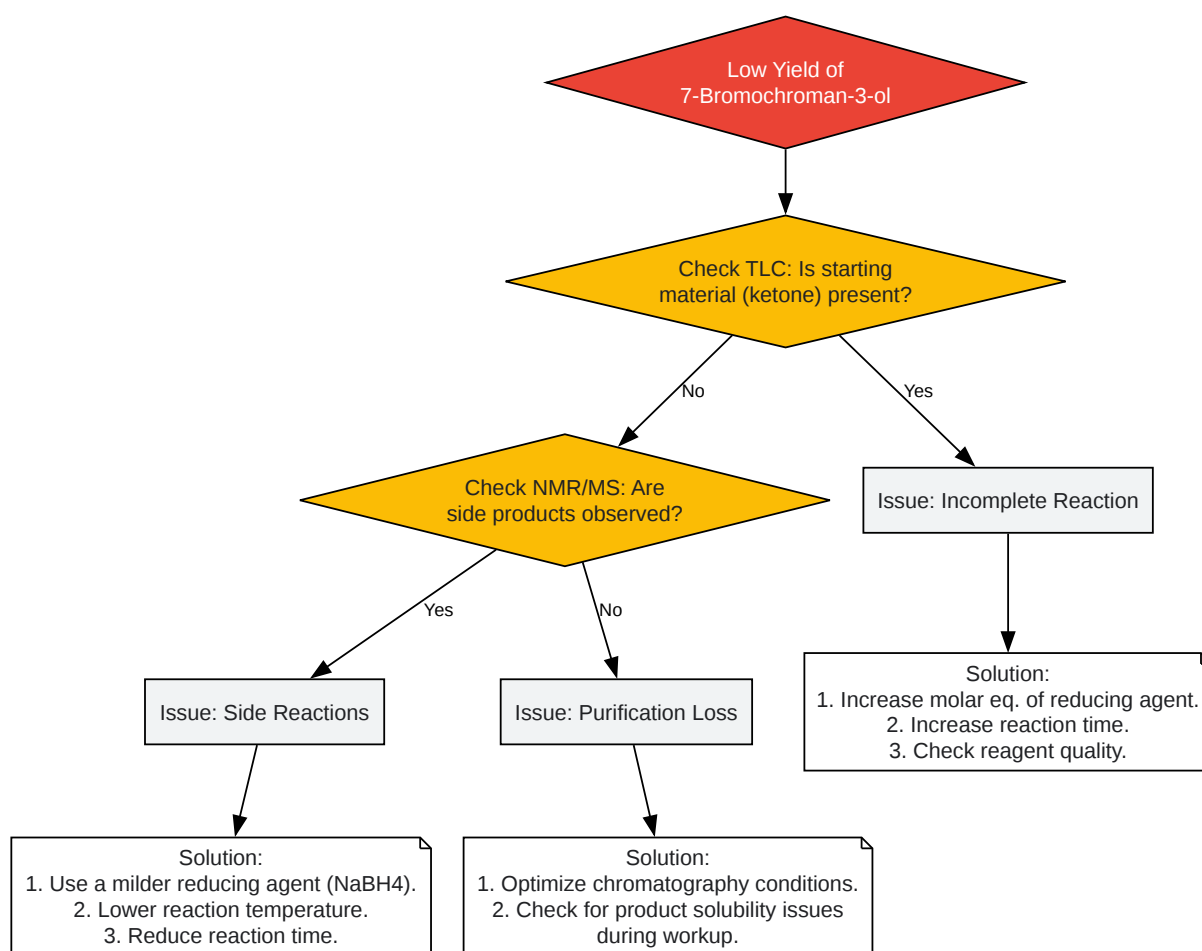 Low Yield of
7-Bromochroman-3-ol
Check TLC: Is starting
material (ketone) present?
No
Yes
Check NMR/MS: Are
side products observed?
Issue: Incomplete Reaction
Yes
No
Solution:
1. Increase molar eq. of reducing agent.
2. Increase reaction time.
3. Check reagent quality.
Issue: Side Reactions
Issue: Purification Loss
Solution:
1. Use a milder reducing agent (NaBH4).
2. Lower reaction temperature.
3. Reduce reaction time.
Solution:
1. Optimize chromatography conditions.
2. Check for product solubility issues
during workup.